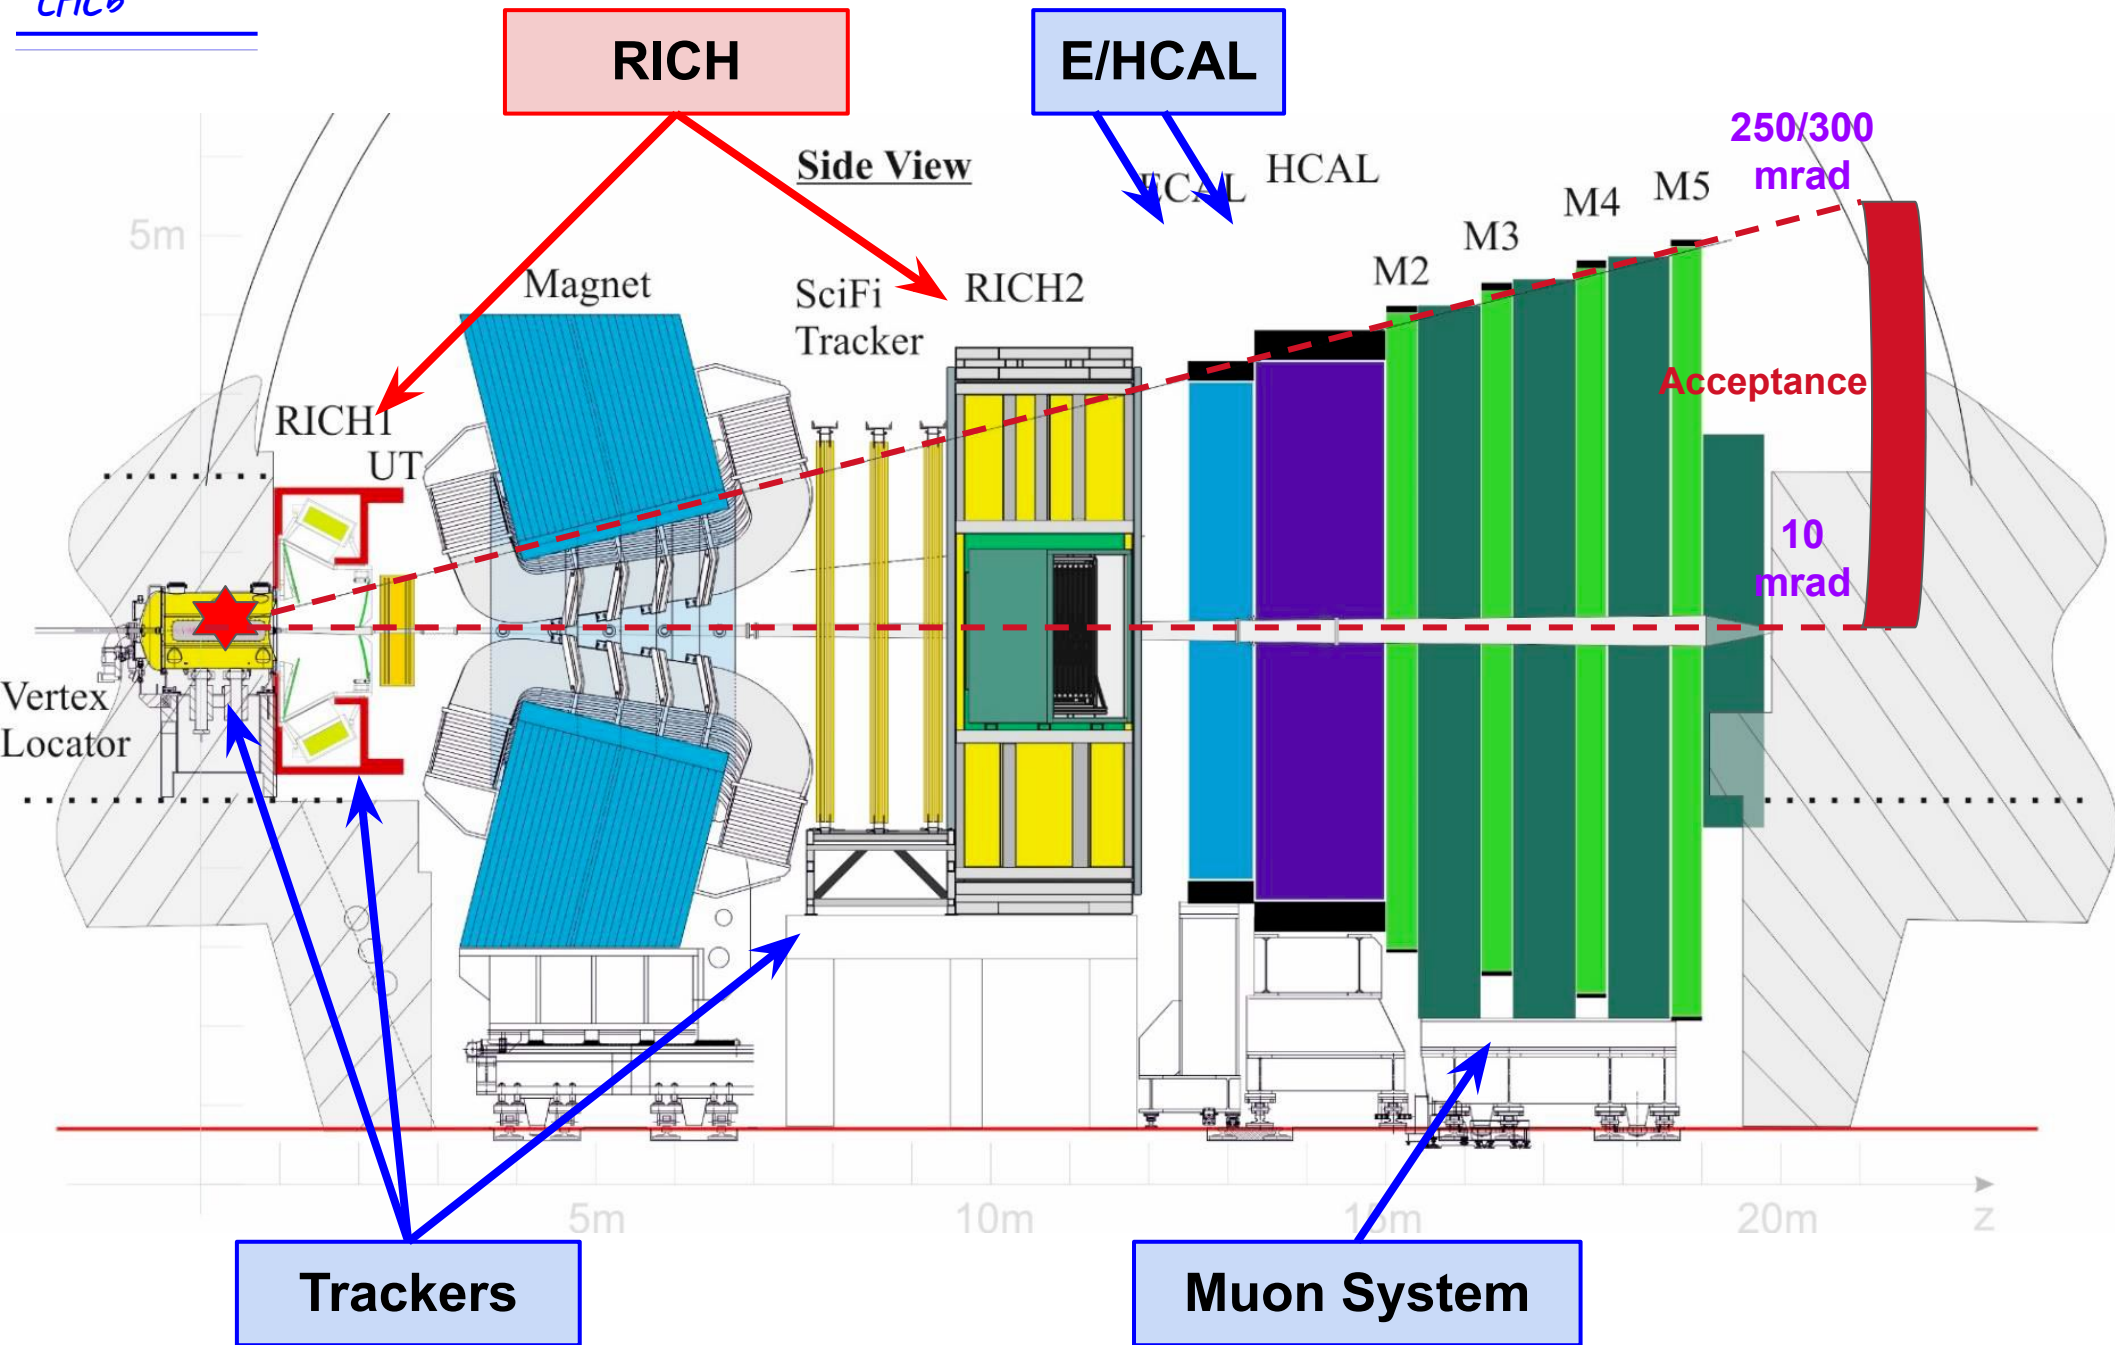 LHCb
RICH
E/HCAL
250/300
mrad
Side View
ECAL
HCAL
M5
M4
5m
M3
M2
Magnet
SciFi
Tracker
RICH2
Acceptance
RICH1
UT
10
mrad
Vertex
Locator
5m
10m
15m
20m
z
Trackers
Muon System